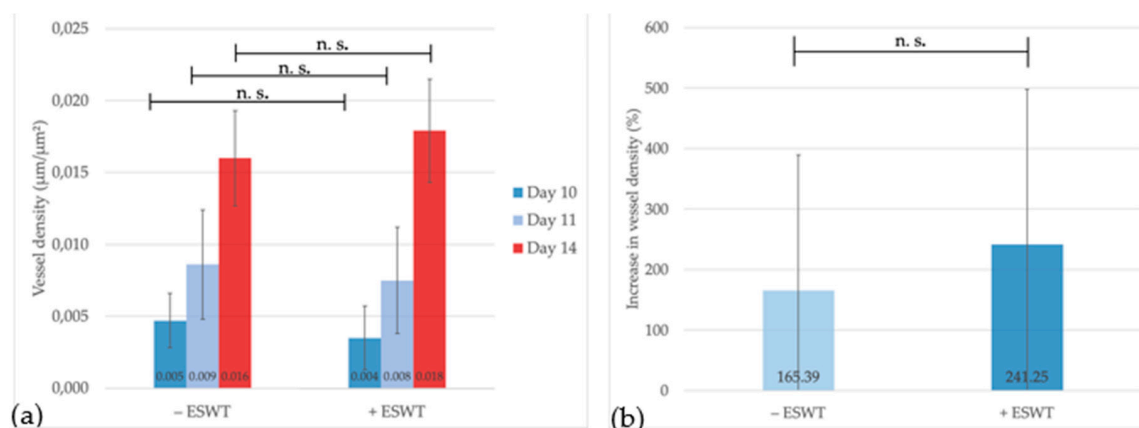 0,025
0,020
0,015
0,010
0,005
0,000
Vessel density (µm/µm²)
n. s.
n. s.
n. s.
0.005 0.009 0.016
0.004 0.008 0.018
– ESWT
+ ESWT
Day 10
Day 11
Day 14
(a)
600
500
400
300
200
100
0
Increase in vessel density (%)
n. s.
165.39
241.25
– ESWT
+ ESWT
(b)